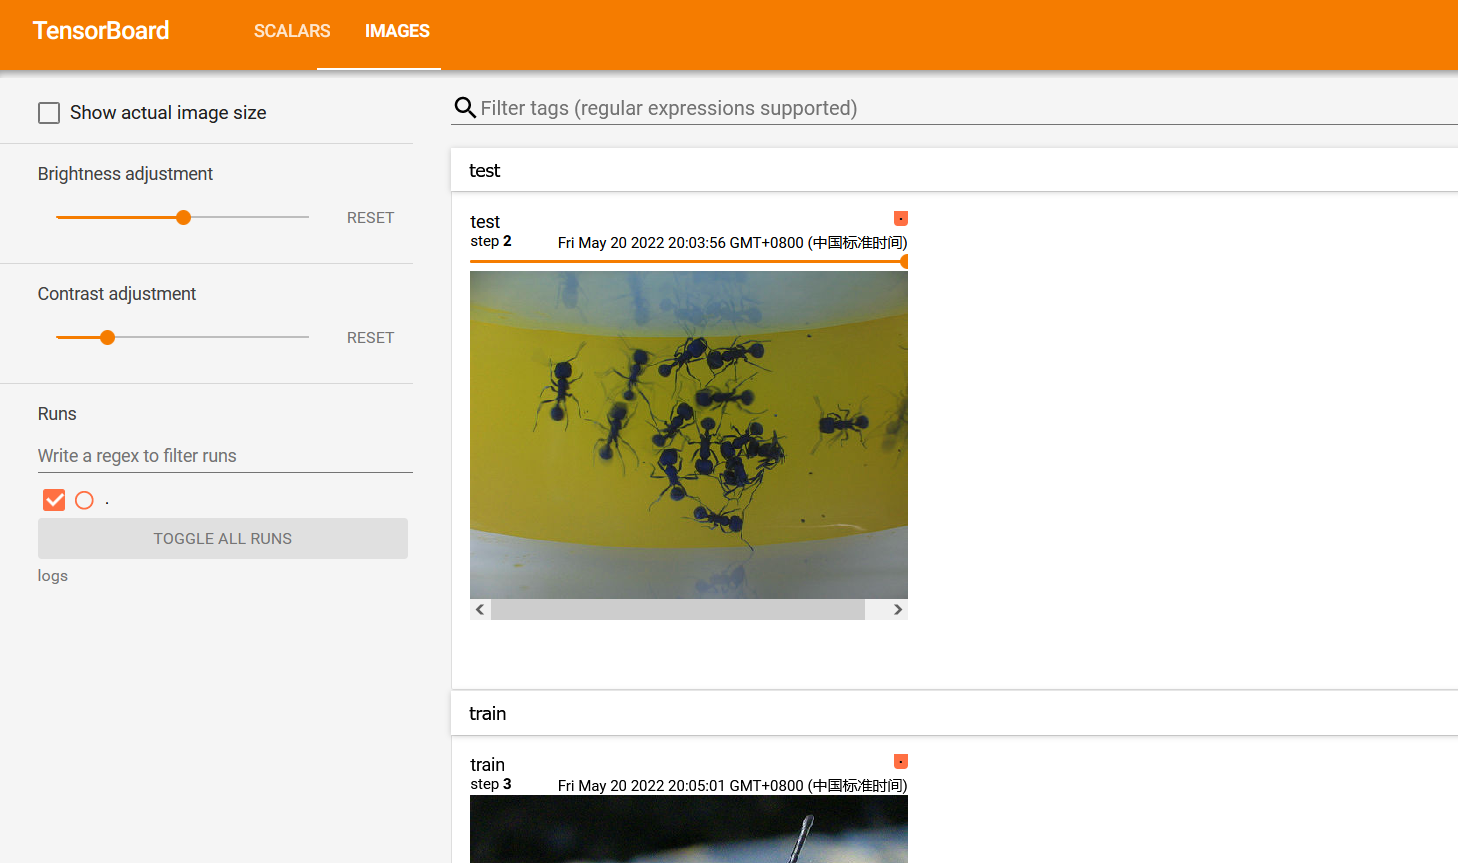 TensorBoard SCALARS IMAGES
Show actual image size
Filter tags (regular expressions supported)
Brightness adjustment
RESET
Contrast adjustment
RESET
Runs
Write a regex to filter runs
.
TOGGLE ALL RUNS
logs
test
test
step 2 Fri May 20 2022 20:03:56 GMT+0800 (中国标准时间)
train
train
step 3 Fri May 20 2022 20:05:01 GMT+0800 (中国标准时间)